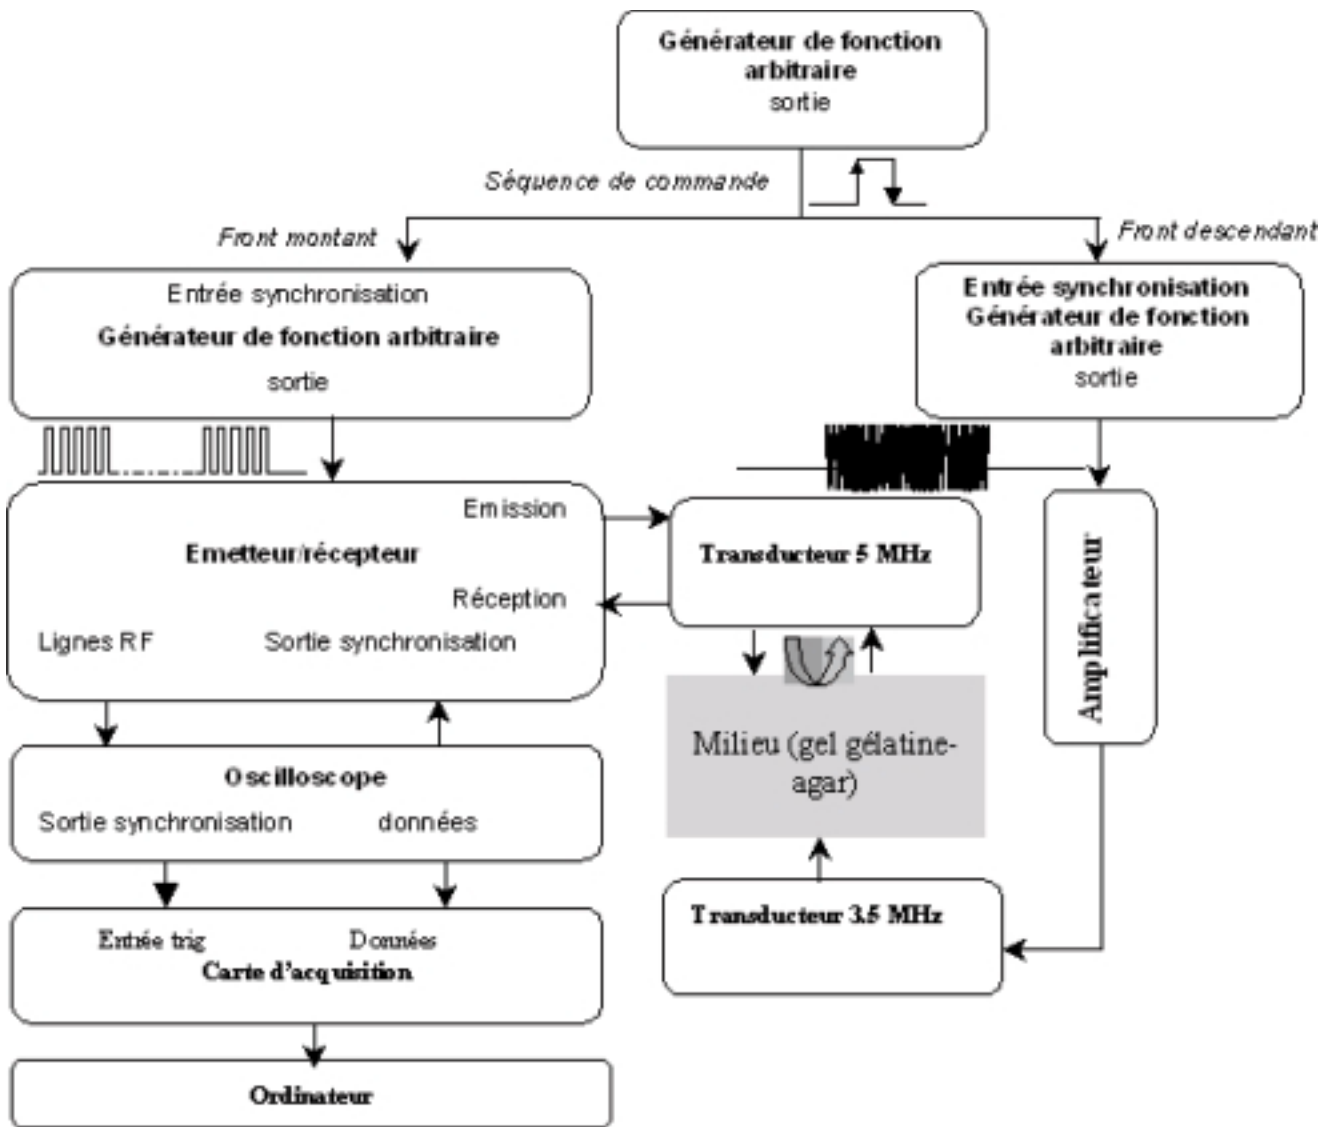 Générateur de fonction
arbitraire
sortie
Séquence de commande
Front montant
Front descendant
Entrée synchronisation
Générateur de fonction arbitraire
sortie
Entrée synchronisation
Générateur de fonction
arbitraire
sortie
Emission
Emetteur/récepteur
Réception
Lignes RF
Sortie synchronisation
Transducteur 5 MHz
Amplificateur
Milieu (gel gélatine-
agar)
Oscilloscope
Sortie synchronisation
données
Transducteur 3.5 MHz
Entrée trig
Données
Carte d'acquisition
Ordinateur